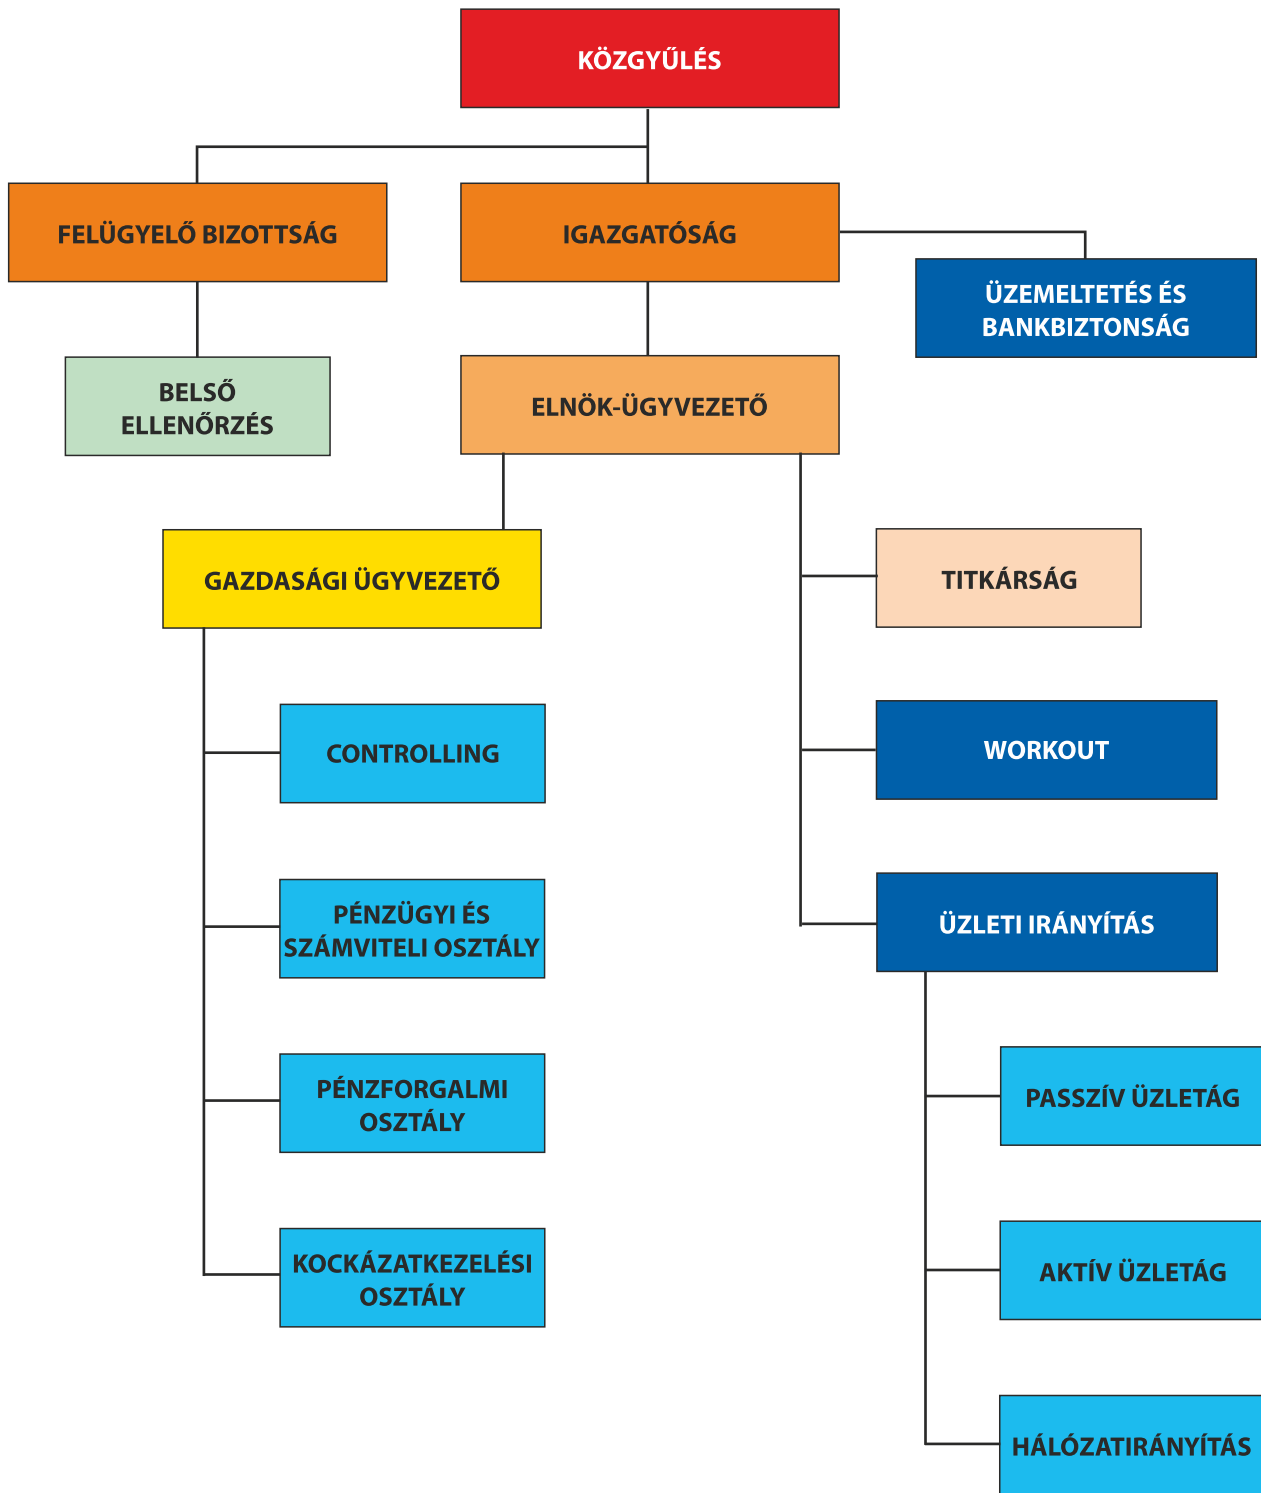 KÖZGYŰLÉS
FELÜGYELŐ BIZOTTSÁG
IGAZGATÓSÁG
ÜZEMELTETÉS ÉS
BANKBIZTONSÁG
BELSŐ
ELLENŐRZÉS
ELNÖK-ÜGYVEZETŐ
GAZDASÁGI ÜGYVEZETŐ
TITKÁRSÁG
CONTROLLING
WORKOUT
PÉNZÜGYI ÉS
SZÁMVITELI OSZTÁLY
ÜZLETI IRÁNYÍTÁS
PÉNZFORGALMI
OSZTÁLY
PASSZÍV ÜZLETÁG
KOCKÁZATKEZELÉSI
OSZTÁLY
AKTÍV ÜZLETÁG
HÁLÓZATIRÁNYÍTÁS